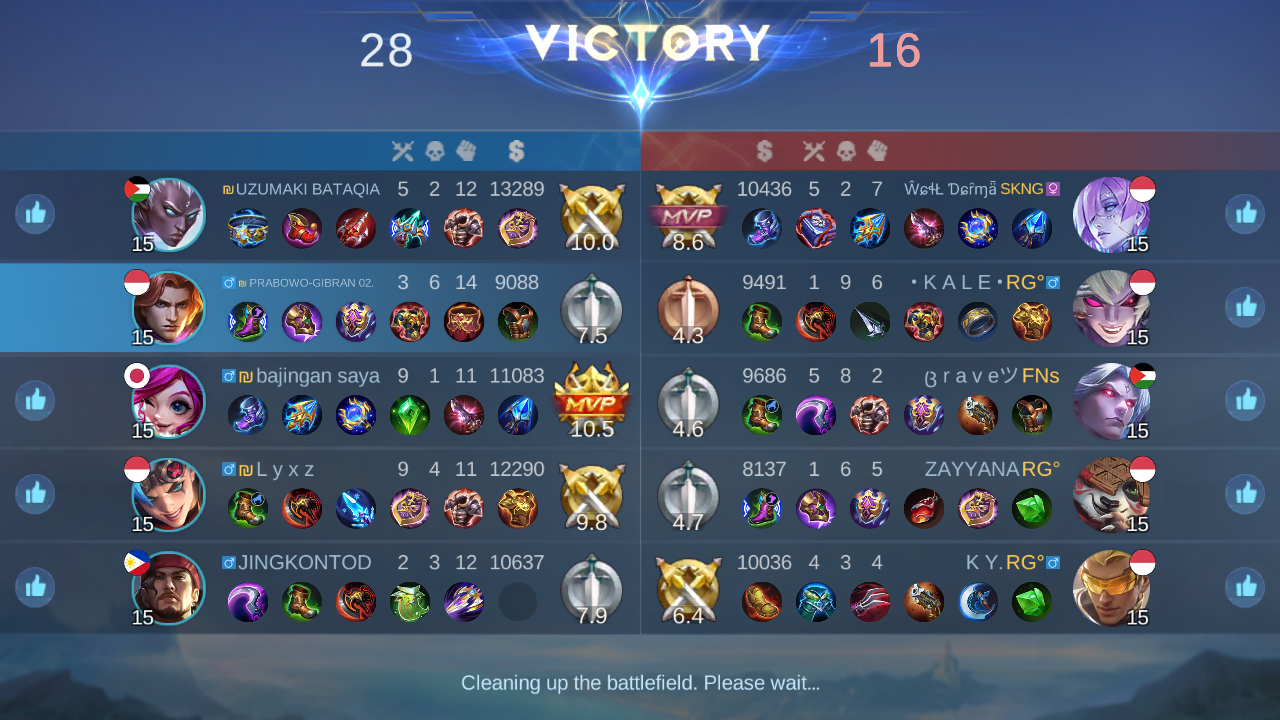 28 VICTORY 16
₪UZUMAKI BATAQIA 5 2 12 13289
15 10.0
MVP 10436 5 2 7 SKNG
8.6 15
₪ PRABOWO-GIBRAN 02. 3 6 14 9088
15 7.5
9491 1 9 6 • K A L E • RG°
4.3 15
₪ bajingan saya 9 1 11 11083
15 MVP 10.5
9686 5 8 2 r a v e ツ FNs
4.6 15
₪ L y x z 9 4 11 12290
15 9.8
8137 1 6 5 ZAYYANA RG°
4.7 15
JINGKONTOD 2 3 12 10637
15 7.9
10036 4 3 4 K Y. RG°
6.4 15
Cleaning up the battlefield. Please wait...